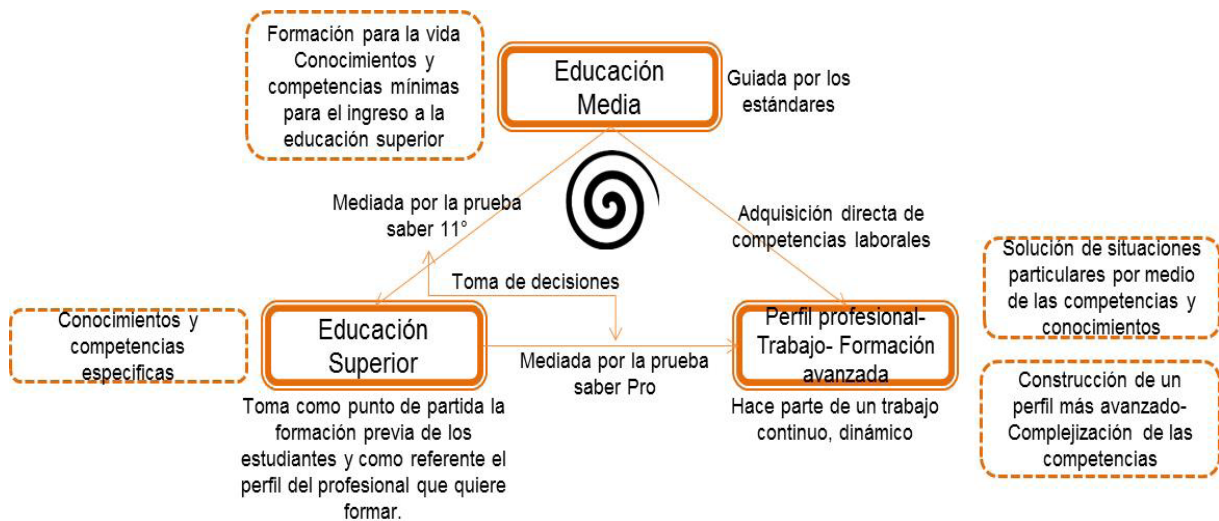 Formación para la vida
Conocimientos y
competencias mínimas
para el ingreso a la
educación superior
Educación
Media
Guiada por los
estándares
Mediada por la prueba
saber 11°
Adquisición directa de
competencias laborales
Toma de decisiones
Solución de situaciones
particulares por medio
de las competencias y
conocimientos
Conocimientos y
competencias
especificas
Educación
Superior
Mediada por la prueba
saber Pro
Perfil profesional-
Trabajo- Formación
avanzada
Toma como punto de partida la
formación previa de los
estudiantes y como referente el
perfil del profesional que quiere
formar.
Hace parte de un trabajo
continuo, dinámico
Construcción de un
perfil más avanzado-
Complejización de las
competencias